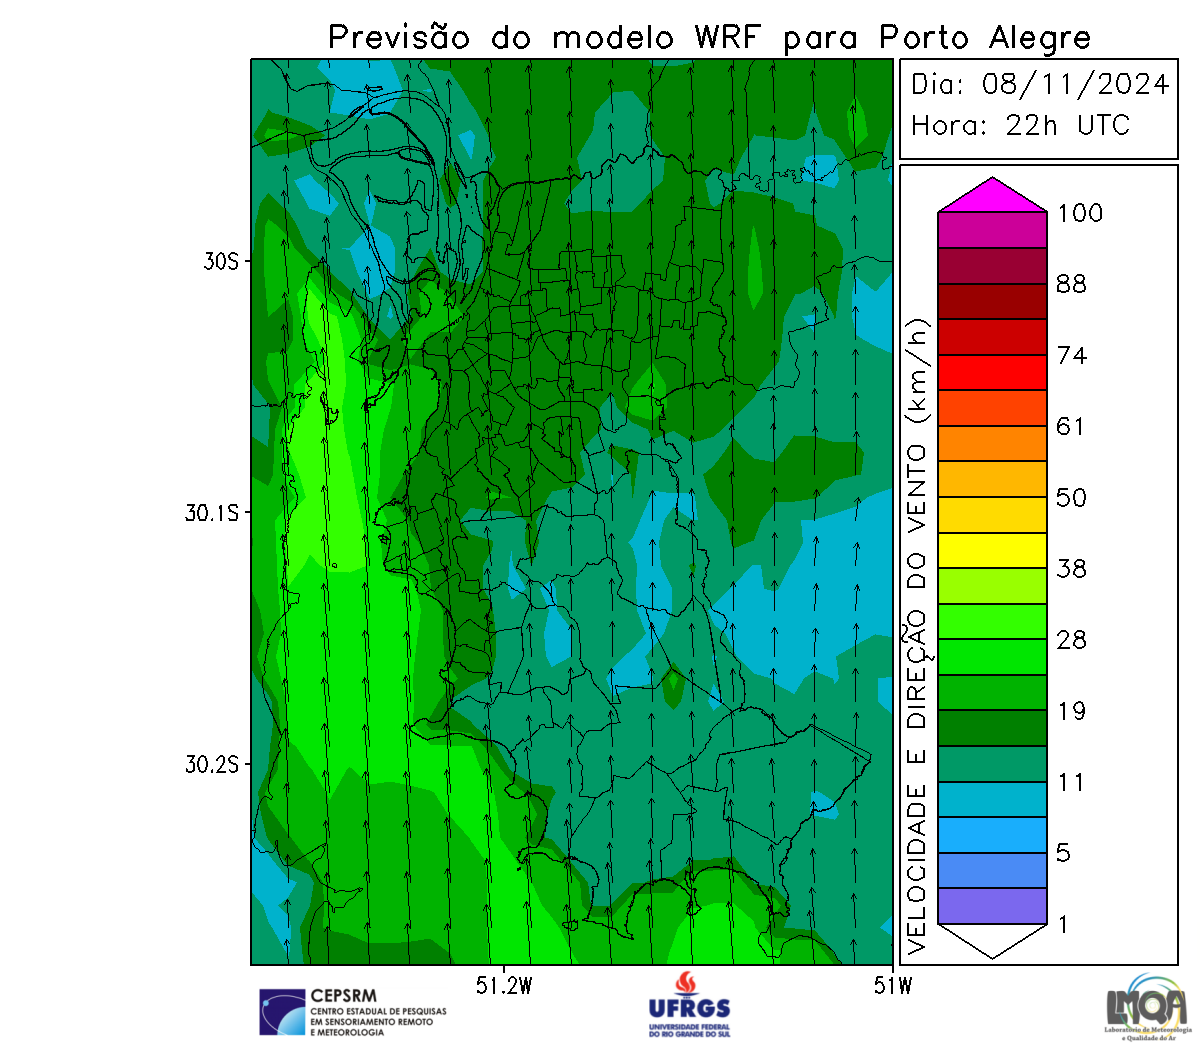 Previsão do modelo WRF para Porto Alegre
Dia: 08/11/2024
Hora: 22h UTC
30S
30.1S
30.2S
51.2W
51W
VELOCIDADE E DIREÇÃO DO VENTO (km/h)
100
88
74
61
50
38
28
19
11
5
1
CEPSRM
CENTRO ESTADUAL DE PESQUISAS
EM SENSORIAMENTO REMOTO
E METEOROLOGIA
UFRGS
UNIVERSIDADE FEDERAL
DO RIO GRANDE DO SUL
LMQA
Laboratório de Meteorologia
e Qualidade do Ar